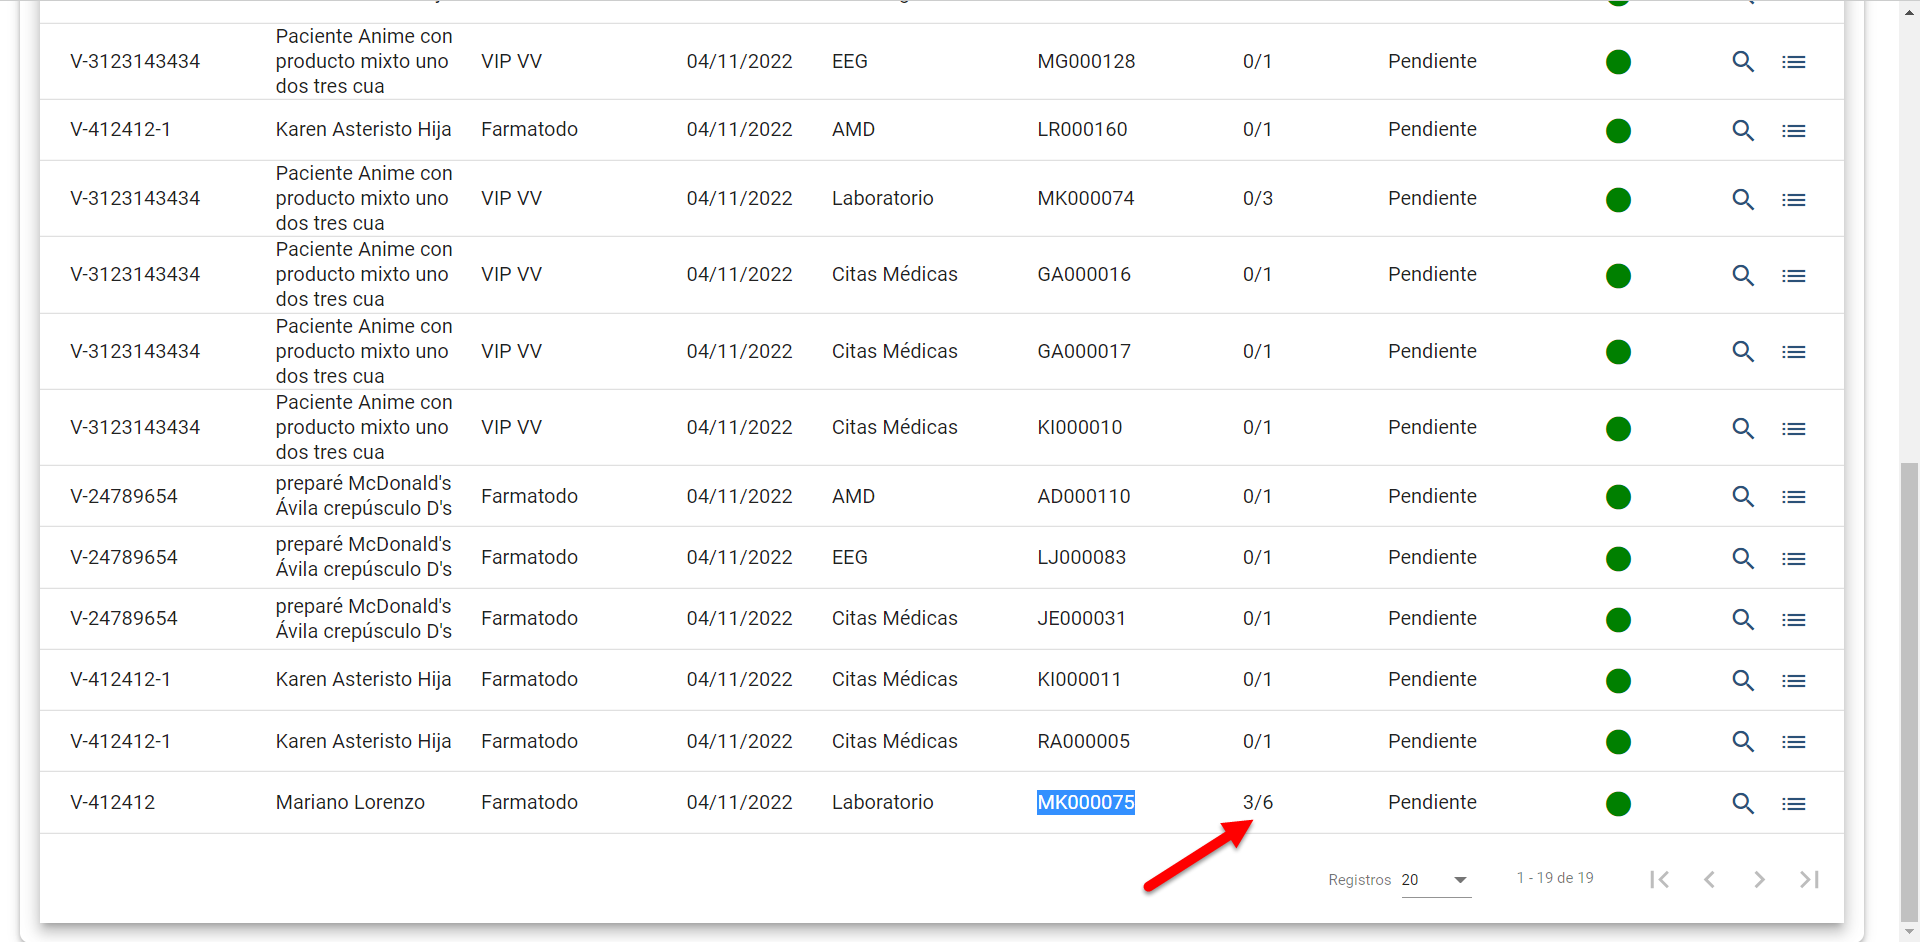 V-3123143434 Paciente Anime con producto mixto uno dos tres cua VIP VV 04/11/2022 EEG MG000128 0/1 Pendiente
V-412412-1 Karen Asteristo Hija Farmatodo 04/11/2022 AMD LR000160 0/1 Pendiente
V-3123143434 Paciente Anime con producto mixto uno dos tres cua VIP VV 04/11/2022 Laboratorio MK000074 0/3 Pendiente
V-3123143434 Paciente Anime con producto mixto uno dos tres cua VIP VV 04/11/2022 Citas Médicas GA000016 0/1 Pendiente
V-3123143434 Paciente Anime con producto mixto uno dos tres cua VIP VV 04/11/2022 Citas Médicas GA000017 0/1 Pendiente
V-3123143434 Paciente Anime con producto mixto uno dos tres cua VIP VV 04/11/2022 Citas Médicas KI000010 0/1 Pendiente
V-24789654 preparé McDonald's Ávila crepúsculo D's Farmatodo 04/11/2022 AMD AD000110 0/1 Pendiente
V-24789654 preparé McDonald's Ávila crepúsculo D's Farmatodo 04/11/2022 EEG LJ000083 0/1 Pendiente
V-24789654 preparé McDonald's Ávila crepúsculo D's Farmatodo 04/11/2022 Citas Médicas JE000031 0/1 Pendiente
V-412412-1 Karen Asteristo Hija Farmatodo 04/11/2022 Citas Médicas KI000011 0/1 Pendiente
V-412412-1 Karen Asteristo Hija Farmatodo 04/11/2022 Citas Médicas RA000005 0/1 Pendiente
V-412412 Mariano Lorenzo Farmatodo 04/11/2022 Laboratorio MK000075 3/6 Pendiente
Registros 20 1 - 19 de 19